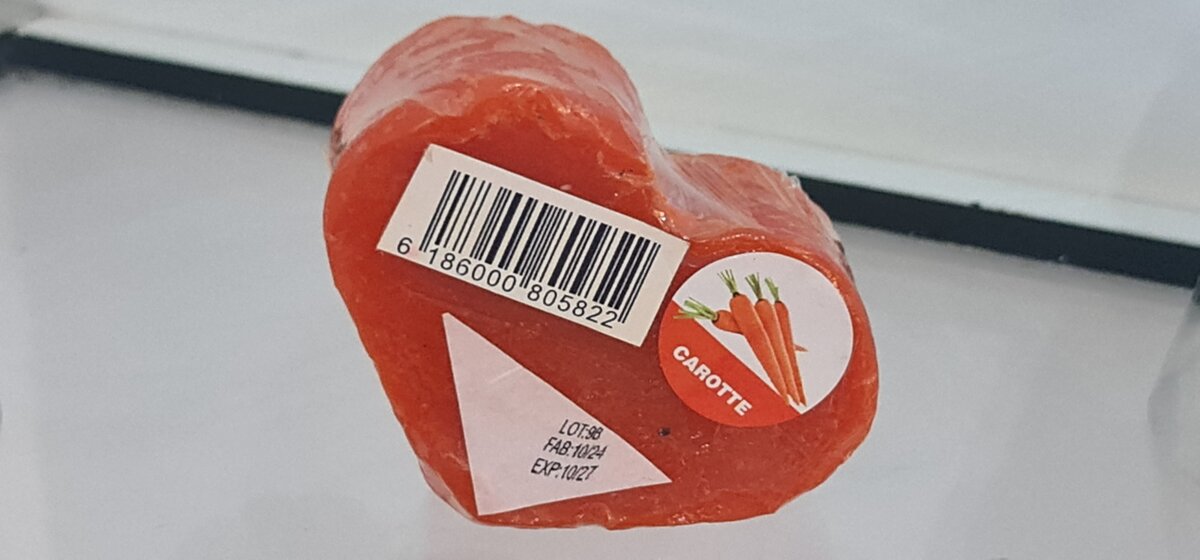 6 186000 805822
CAROTTE
LOT:98
FAB:10/24
EXP:10/27